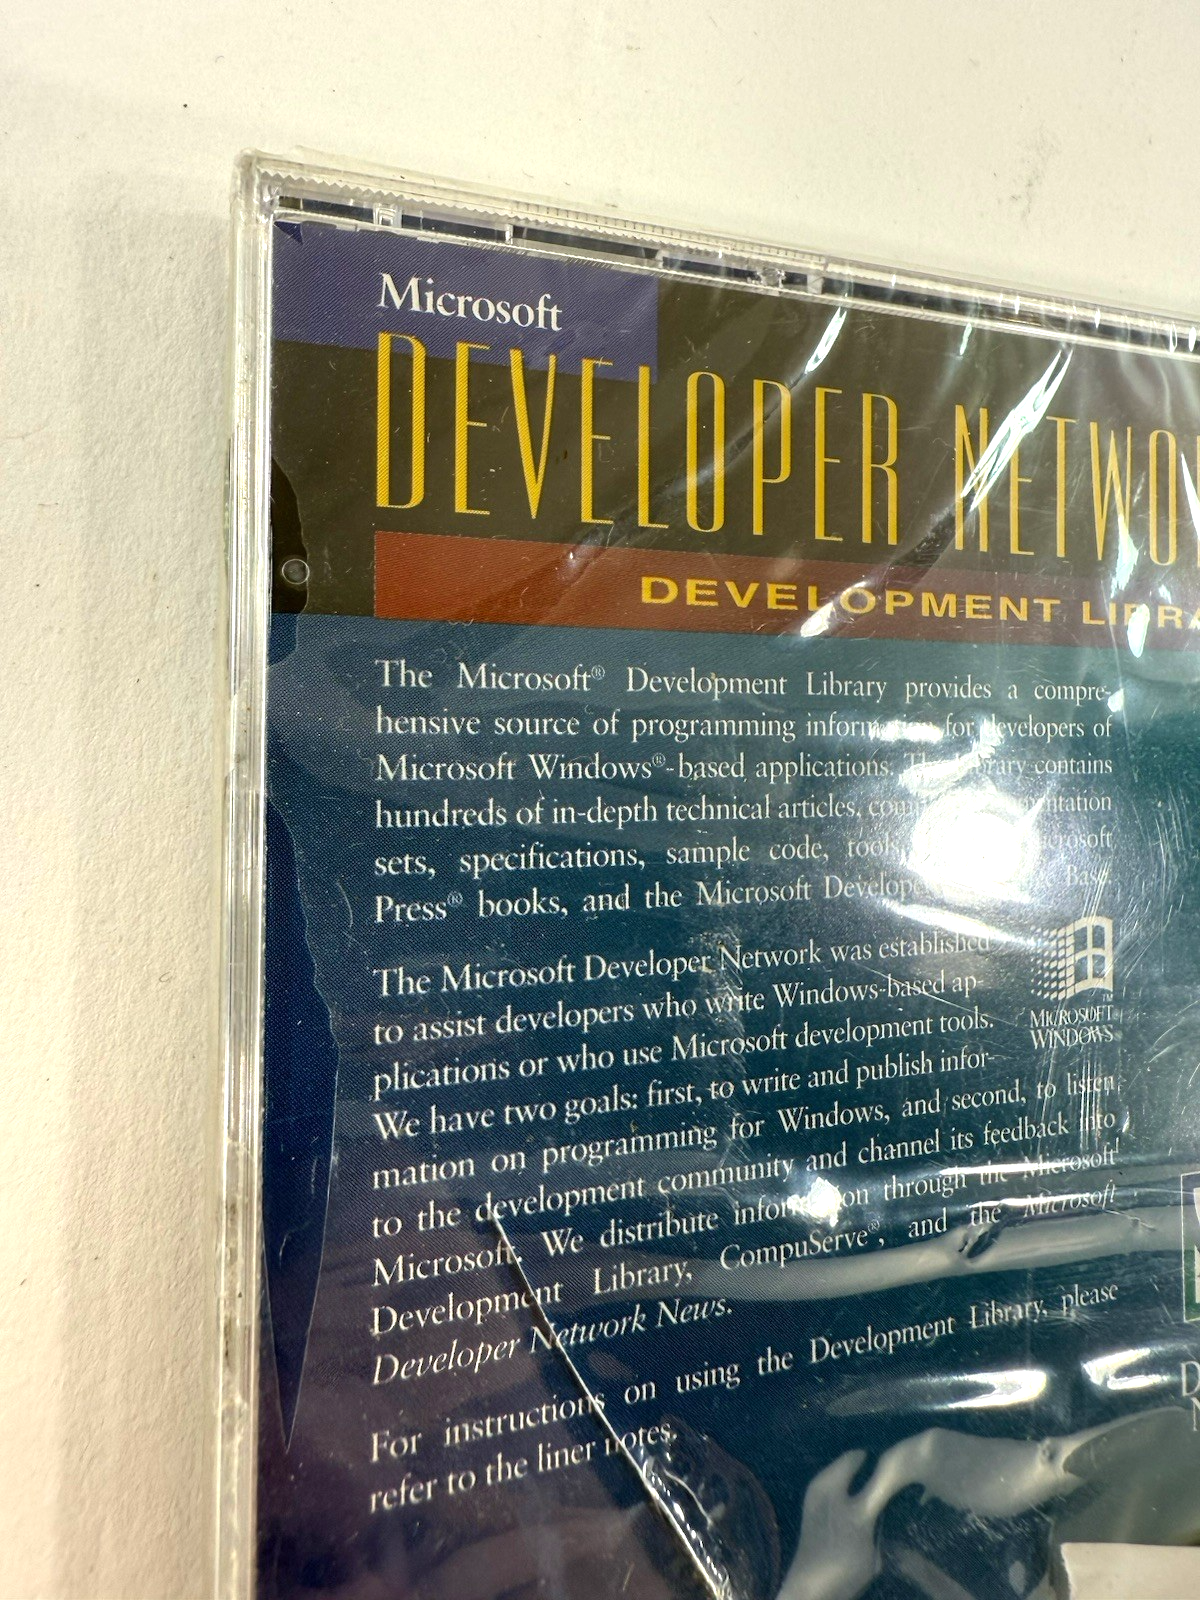 Microsoft
DEVELOPER NETWO
DEVELOPMENT LIBRA
The Microsoft® Development Library provides a compre-
hensive source of programming information for developers of
Microsoft Windows®-based applications. The Library contains
hundreds of in-depth technical articles,
sets, specifications, sample code, tools, Microsoft
Press® books, and the Microsoft Base.
The Microsoft Developer Network was established
to assist developers who write Windows-based ap-
plications or who use Microsoft development tools.
We have two goals: first, to write and publish infor-
mation on programming for Windows, and second, to listen
to the development community and channel its feedback into
Microsoft. We distribute information through the Microsoft
Development Library, CompuServe®, and the Microsoft
Developer Network News.
For instructions on using the Development Library, please
refer to the liner notes.
MICROSOFT
WINDOWS™
D